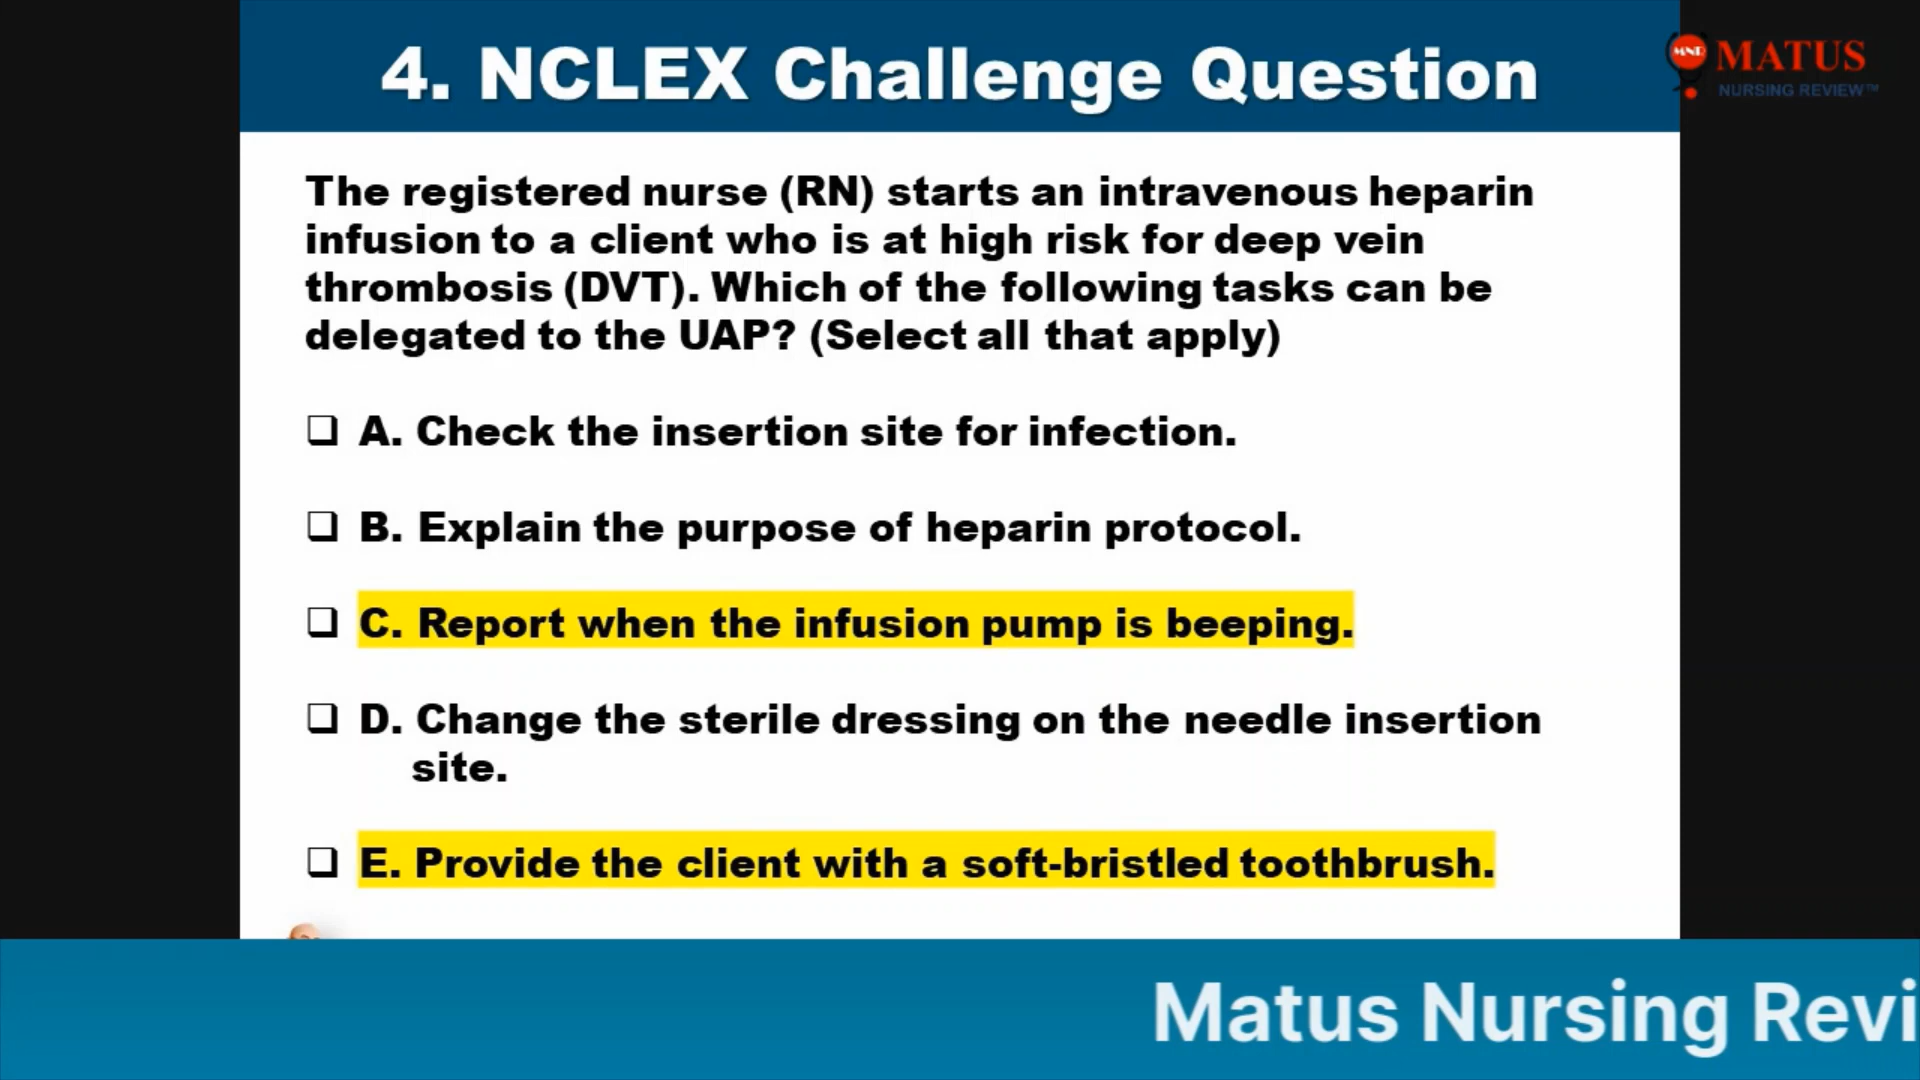 4. NCLEX Challenge Question
MNR MATUS
NURSING REVIEW™
The registered nurse (RN) starts an intravenous heparin
infusion to a client who is at high risk for deep vein
thrombosis (DVT). Which of the following tasks can be
delegated to the UAP? (Select all that apply)
❑ A. Check the insertion site for infection.
❑ B. Explain the purpose of heparin protocol.
❑ C. Report when the infusion pump is beeping.
❑ D. Change the sterile dressing on the needle insertion
site.
❑ E. Provide the client with a soft-bristled toothbrush.
Matus Nursing Revi